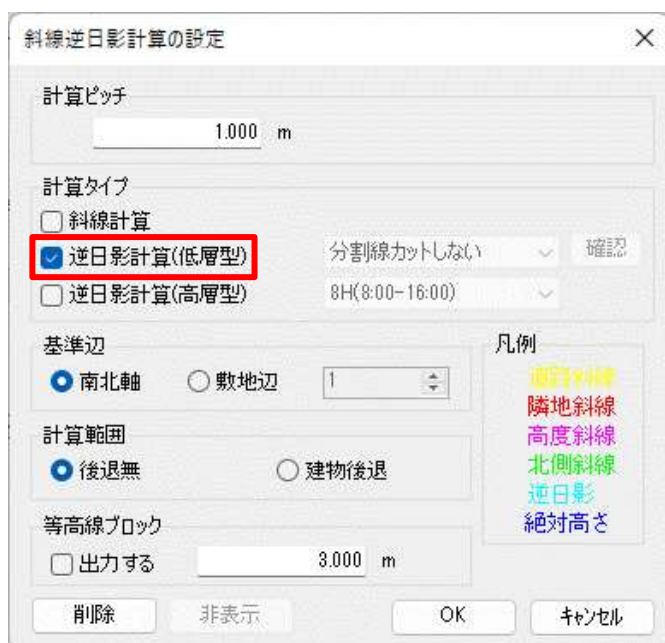 斜線逆日影計算の設定
計算ピッチ
1.000 m
計算タイプ
斜線計算
逆日影計算(低層型) 分割線カットしない 確認
逆日影計算(高層型) 8H(8:00-16:00)
基準辺
南北軸 敷地辺 1
計算範囲
後退無 建物後退
等高線ブロック
出力する 3.000 m
凡例
道路斜線
隣地斜線
高度斜線
北側斜線
逆日影
絶対高さ
削除 非表示 OK キャンセル